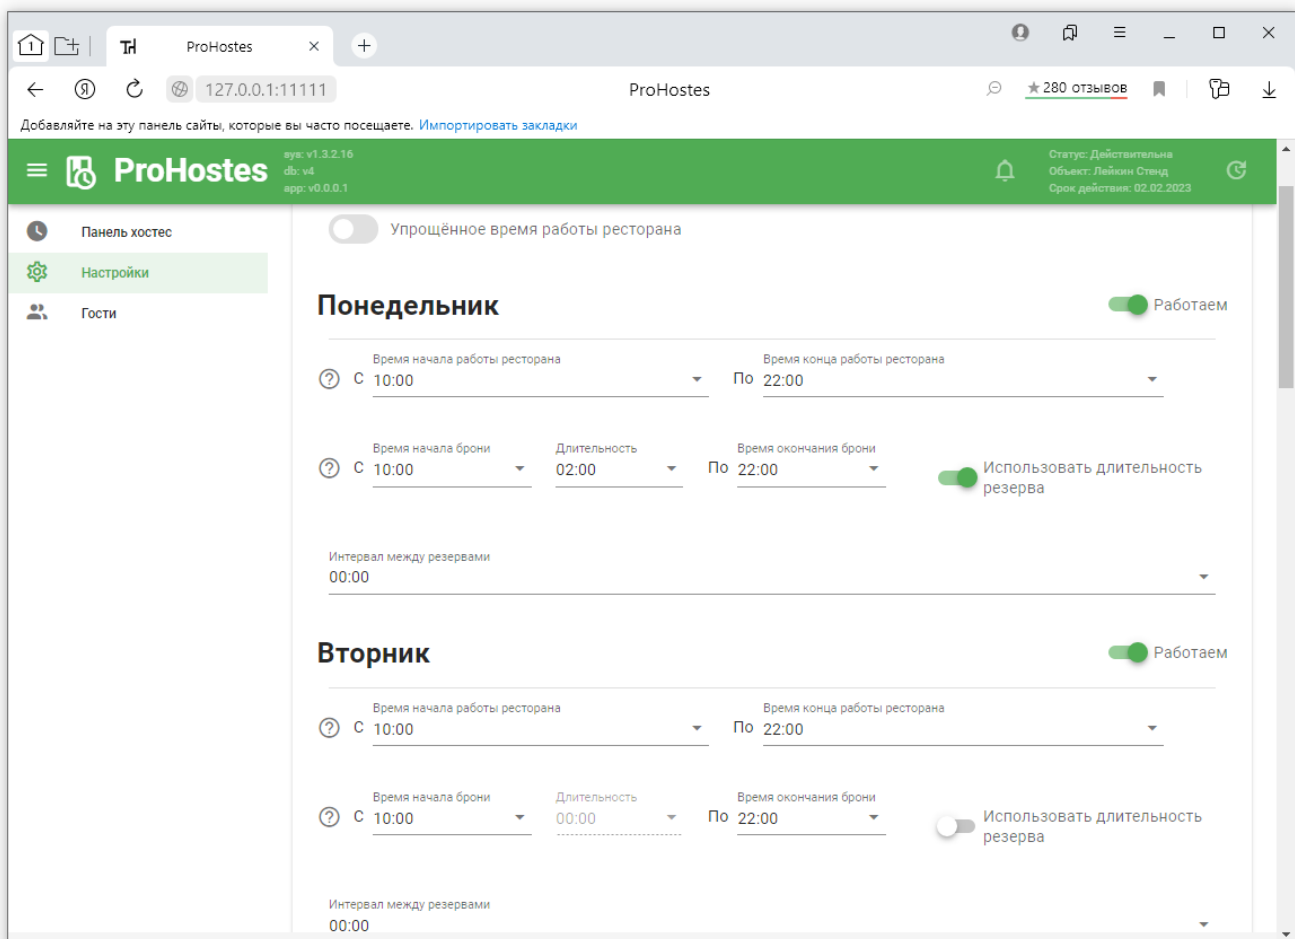 1 ProHostes
127.0.0.1:11111 ProHostes ★280 отзывов
Добавляйте на эту панель сайты, которые вы часто посещаете. Импортировать закладки
ProHostes
sys: v1.3.2.16
db: v4
app: v0.0.0.1
Статус: Действительна
Объект: Лейкин Стенд
Срок действия: 02.02.2023
Панель хостес
Настройки
Гости
Упрощённое время работы ресторана
Понедельник Работаем
Время начала работы ресторана Время конца работы ресторана
С 10:00 По 22:00
Время начала брони Длительность Время окончания брони
С 10:00 02:00 По 22:00
Использовать длительность
резерва
Интервал между резервами
00:00
Вторник Работаем
Время начала работы ресторана Время конца работы ресторана
С 10:00 По 22:00
Время начала брони Длительность Время окончания брони
С 10:00 00:00 По 22:00
Использовать длительность
резерва
Интервал между резервами
00:00